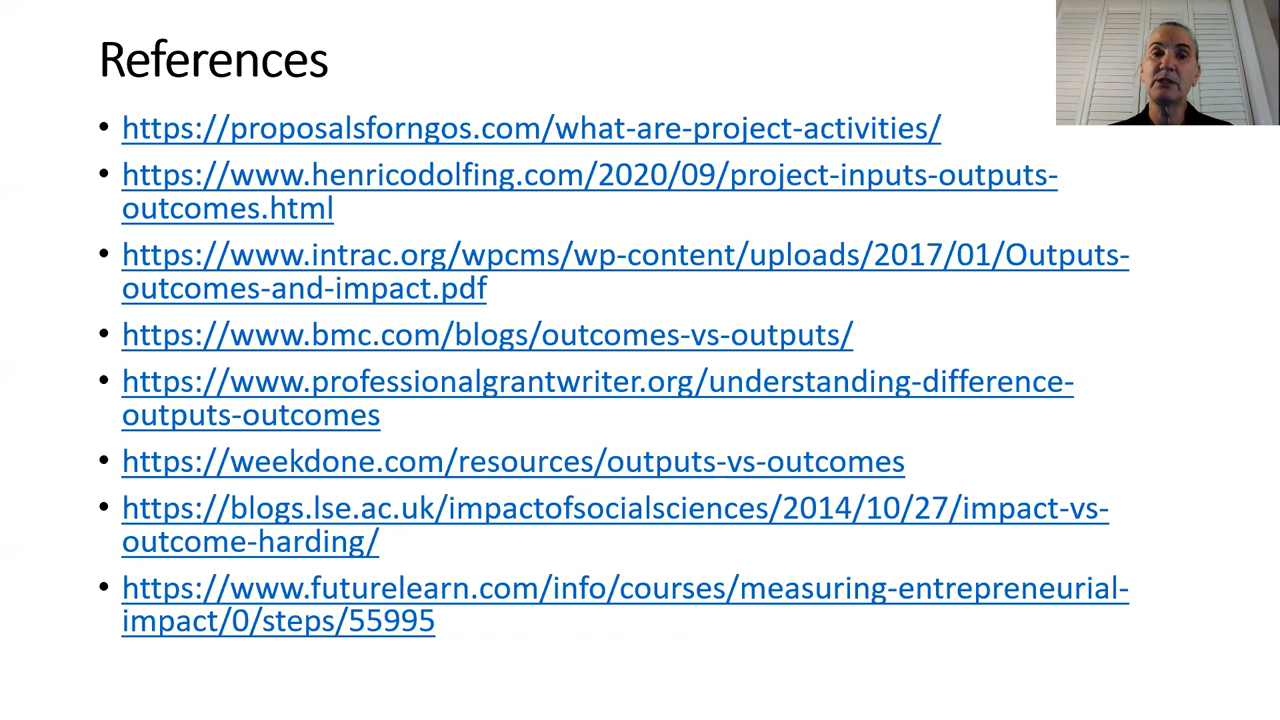 References
• https://proposalsforngos.com/what-are-project-activities/
• https://www.henricodolfing.com/2020/09/project-inputs-outputs-
outcomes.html
• https://www.intrac.org/wpcms/wp-content/uploads/2017/01/Outputs-
outcomes-and-impact.pdf
• https://www.bmc.com/blogs/outcomes-vs-outputs/
• https://www.professionalgrantwriter.org/understanding-difference-
outputs-outcomes
• https://weekdone.com/resources/outputs-vs-outcomes
• https://blogs.lse.ac.uk/impactofsocialsciences/2014/10/27/impact-vs-
outcome-harding/
• https://www.futurelearn.com/info/courses/measuring-entrepreneurial-
impact/0/steps/55995